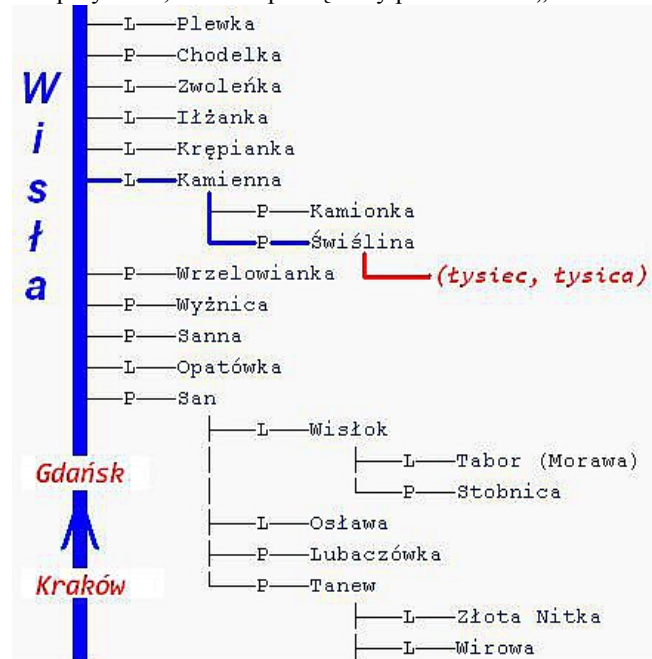 L Plewka
P Chodelka
L Zwoleńka
L Iłżanka
L Krępianka
L Kamienna
P Kamionka
P Świślina
(łysiec, łysica)
P Wrzelowianka
P Wyżnica
P Sanna
L Opatówka
P San
L Wisłok
L Tabor (Morawa)
P Stobnica
L Osława
P Lubaczówka
P Tanew
L Złota Nitka
L Wirowa
Wisła
Gdańsk
Kraków